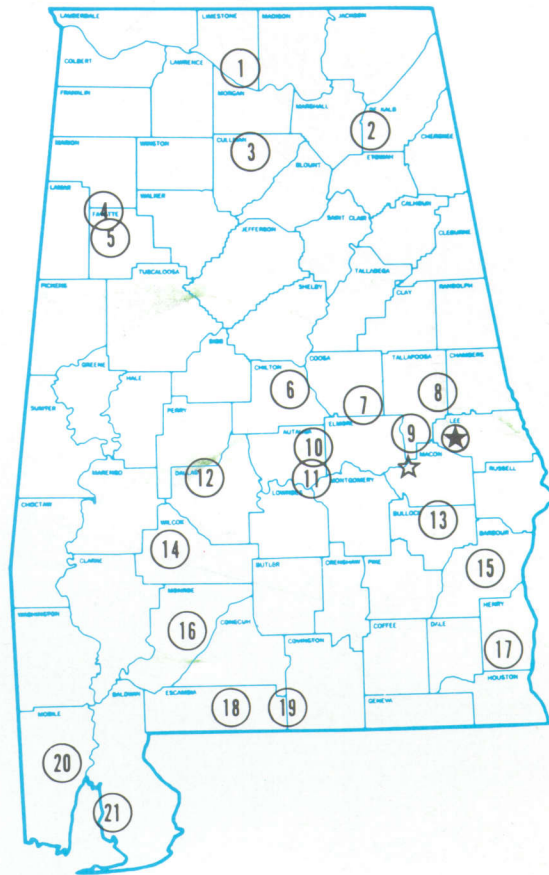 LAUDERDALE
LIMESTONE
MADISON
JACKSON
COLBERT
LAWRENCE
1
FRANKLIN
MORGAN
MARSHALL
DE KALB
2
CHEROKEE
MARION
WINSTON
CULLMAN
3
BLOUNT
ETOWAH
LAMAR
4
FAYETTE
WALKER
5
JEFFERSON
SAINT CLAIR
CALHOUN
CLEBURNE
PICKENS
TUSCALOOSA
TALLADEGA
SHELBY
CLAY
RANDOLPH
BIBB
GREENE
HALE
CHILTON
6
COOSA
TALLAPOOSA
CHAMBERS
8
7
SUMTER
PERRY
AUTAUGA
ELMORE
9
LEE
10
MACON
MARENGO
DALLAS
12
11
LOWNDES
MONTGOMERY
RUSSELL
CHOCTAW
WILCOX
14
BULLOCK
13
BARBOUR
CLARKE
BUTLER
CRENSHAW
PIKE
15
MONROE
16
CONECUH
HENRY
WASHINGTON
COVINGTON
COFFEE
DALE
17
HOUSTON
BALDWIN
ESCAMBIA
18
19
GENEVA
MOBILE
20
21